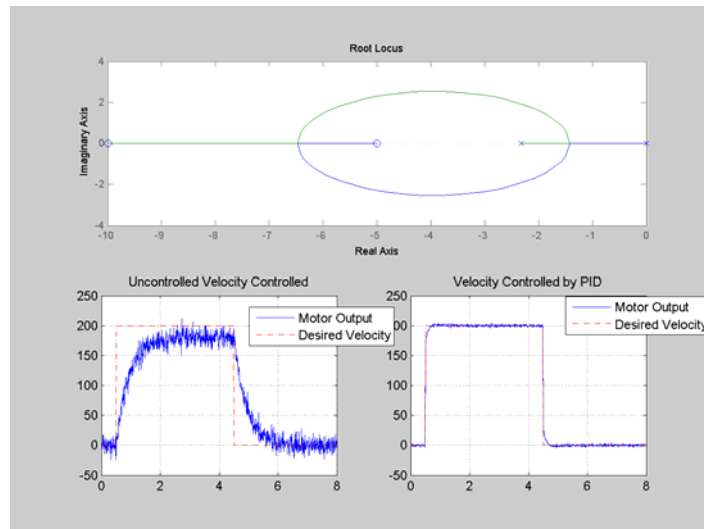 Root Locus
4
2
0
-2
-4
Imaginary Axis
-10 -9 -8 -7 -6 -5 -4 -3 -2 -1 0
Real Axis
Uncontrolled Velocity Controlled
250
200
150
100
50
0
-50
0 2 4 6 8
Motor Output
Desired Velocity
Velocity Controlled by PID
250
200
150
100
50
0
-50
0 2 4 6 8
Motor Output
Desired Velocity